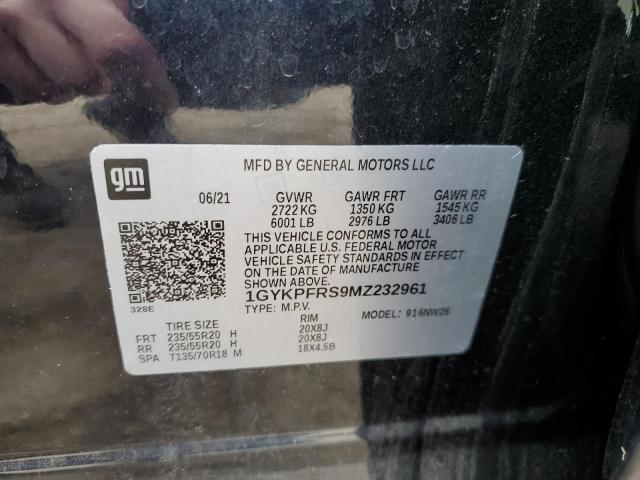 gm
MFD BY GENERAL MOTORS LLC
06/21 GVWR GAWR FRT GAWR RR
2722 KG 1350 KG 1545 KG
6001 LB 2976 LB 3406 LB
THIS VEHICLE CONFORMS TO ALL
APPLICABLE U.S. FEDERAL MOTOR
VEHICLE SAFETY STANDARDS IN EFFECT
ON THE DATE OF MANUFACTURE
SHOWN ABOVE.
1GYKPFRS9MZ232961
328E
TYPE: M.P.V. MODEL: 916NW26
TIRE SIZE RIM
FRT 235/55R20 H 20X8J
RR 235/55R20 H 20X8J
SPA T135/70R18 M 18X4.5B